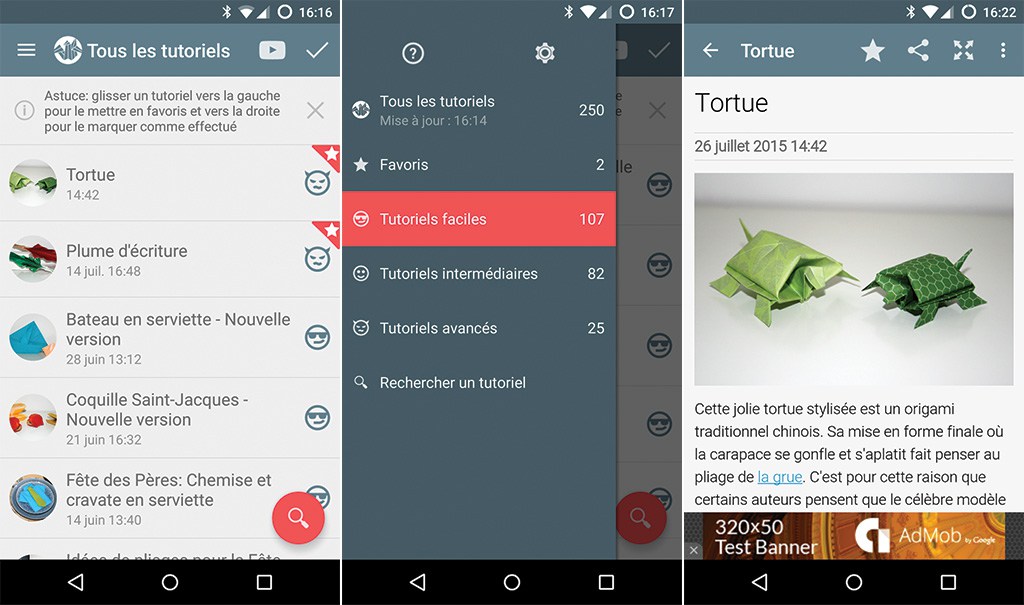 16:16
Tous les tutoriels
Astuce: glisser un tutoriel vers la gauche
pour le mettre en favoris et vers la droite
pour le marquer comme effectué
Tortue
14:42
Plume d'écriture
14 juil. 16:48
Bateau en serviette - Nouvelle
version
28 juin 13:12
Coquille Saint-Jacques -
Nouvelle version
21 juin 16:32
Fête des Pères: Chemise et
cravate en serviette
14 juin 13:40
16:17
Tous les tutoriels 250
Mise à jour : 16:14
Favoris 2
Tutoriels faciles 107
Tutoriels intermédiaires 82
Tutoriels avancés 25
Rechercher un tutoriel
e
e
lle
16:22
Tortue
Tortue
26 juillet 2015 14:42
Cette jolie tortue stylisée est un origami
traditionnel chinois. Sa mise en forme finale où
la carapace se gonfle et s'aplatit fait penser au
pliage de la grue. C'est pour cette raison que
certains auteurs pensent que le célèbre modèle
320x50
Test Banner
AdMob by Google